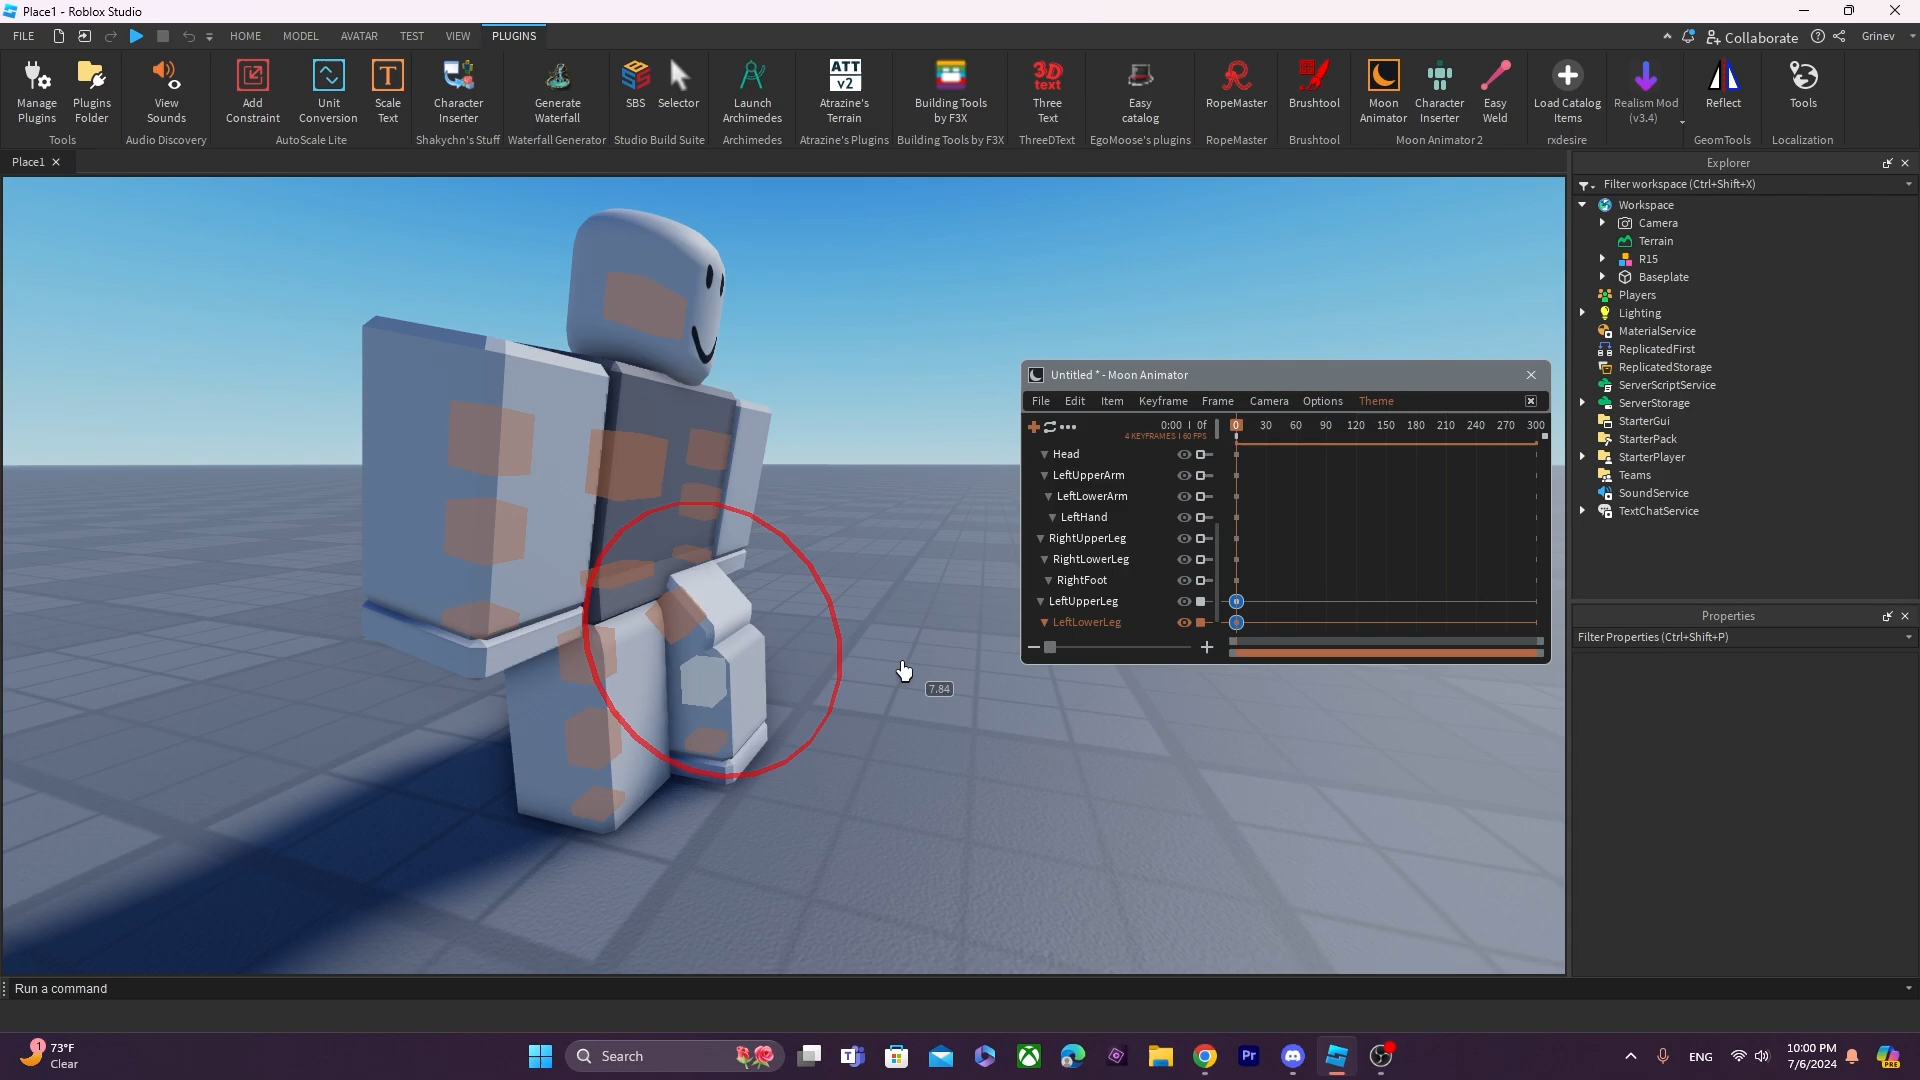 Place1 - Roblox Studio
FILE HOME MODEL AVATAR TEST VIEW PLUGINS Collaborate Grinev
Manage Plugins
Plugins Folder
Tools
View Sounds
Audio Discovery
Add Constraint
Unit Conversion
Scale Text
AutoScale Lite
Character Inserter
Shakychn's Stuff
Generate Waterfall
Waterfall Generator
SBS
Selector
Studio Build Suite
Launch Archimedes
Archimedes
ATT v2
Atrazine's Terrain
Atrazine's Plugins
Building Tools by F3X
Building Tools by F3X
3D text
Three Text
ThreeDText
Easy catalog
EgoMoose's plugins
RopeMaster
RopeMaster
Brushtool
Brushtool
Moon Animator
Character Inserter
Easy Weld
Moon Animator 2
Load Catalog Items
rxdesire
Realism Mod (v3.4)
Reflect
GeomTools
Tools
Localization
Place1
Explorer
Filter workspace (Ctrl+Shift+X)
Workspace
Camera
Terrain
R15
Baseplate
Players
Lighting
MaterialService
ReplicatedFirst
ReplicatedStorage
ServerScriptService
ServerStorage
StarterGui
StarterPack
StarterPlayer
Teams
SoundService
TextChatService
Properties
Filter Properties (Ctrl+Shift+P)
Untitled * - Moon Animator
File Edit Item Keyframe Frame Camera Options Theme
0:00 | 0f 0 30 60 90 120 150 180 210 240 270 300
4 KEYFRAMES | 60 FPS
Head
LeftUpperArm
LeftLowerArm
LeftHand
RightUpperLeg
RightLowerLeg
RightFoot
LeftUpperLeg
LeftLowerLeg
7.84
Run a command
1
73°F
Clear
Search
Pr
ENG
10:00 PM
7/6/2024
PRE